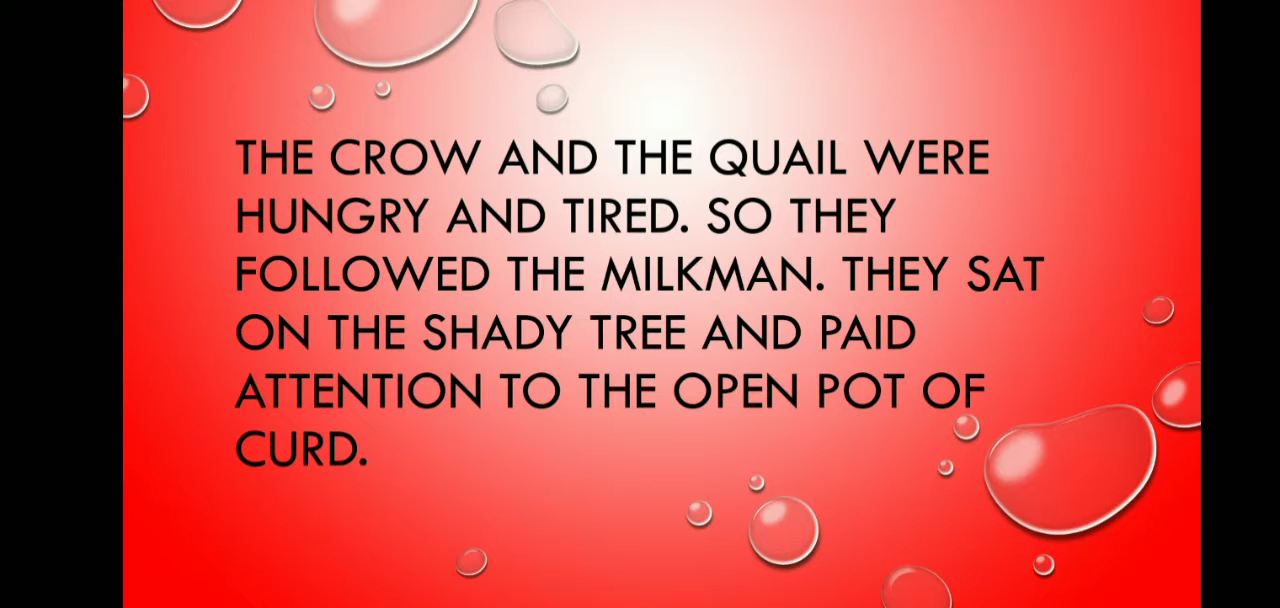 THE CROW AND THE QUAIL WERE
HUNGRY AND TIRED. SO THEY
FOLLOWED THE MILKMAN. THEY SAT
ON THE SHADY TREE AND PAID
ATTENTION TO THE OPEN POT OF
CURD.